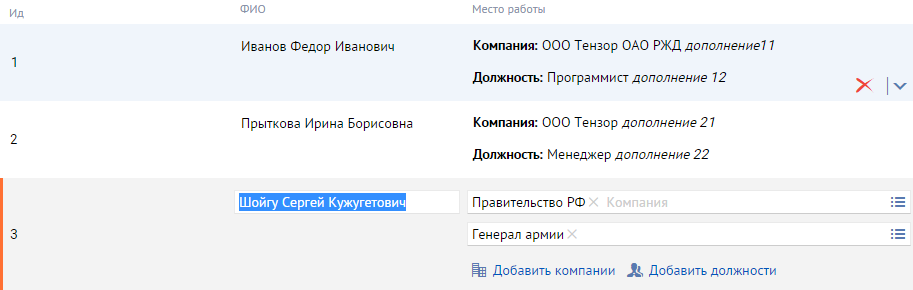 Ид ФИО Место работы
1 Иванов Федор Иванович Компания: ООО Тензор ОАО РЖД дополнение11
Должность: Программист дополнение 12
2 Прыткова Ирина Борисовна Компания: ООО Тензор дополнение 21
Должность: Менеджер дополнение 22
Шойгу Сергей Кужугетович Правительство РФ Компания
3 Генерал армии
Добавить компании Добавить должности